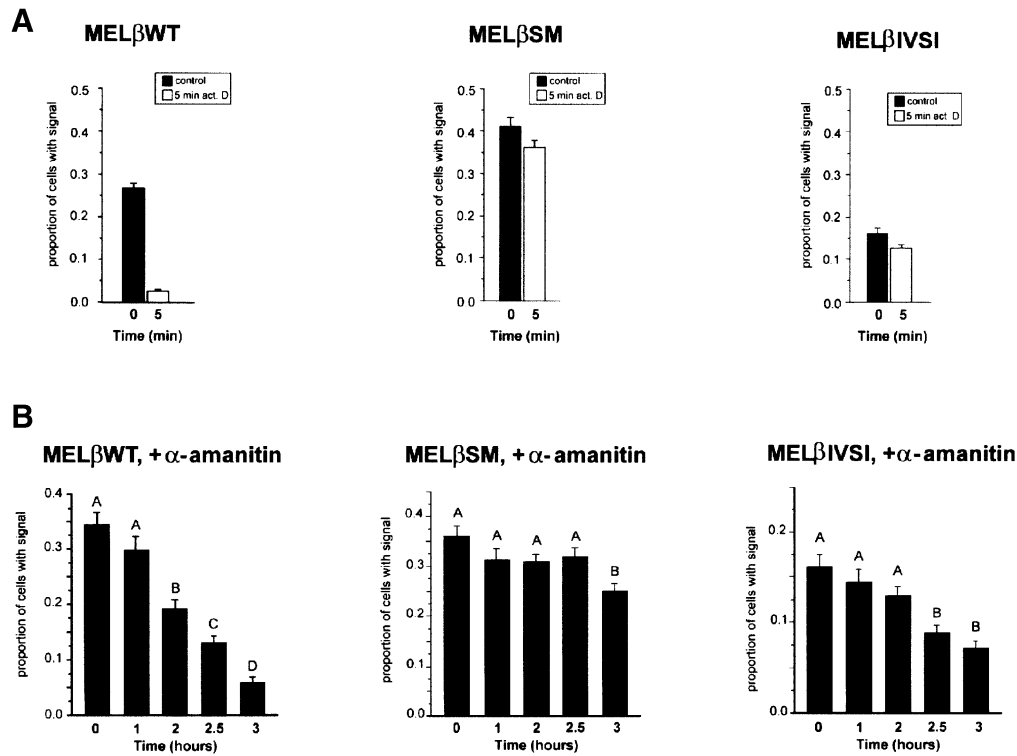 A
MELβWT
control
5 min act. D
proportion of cells with signal
0.5
0.4
0.3
0.2
0.1
0.0
0 5
Time (min)
MELβSM
control
5 min act. D
proportion of cells with signal
0.5
0.4
0.3
0.2
0.1
0.0
0 5
Time (min)
MELβIVSI
control
5 min act. D
proportion of cells with signal
0.5
0.4
0.3
0.2
0.1
0.0
0 5
Time (min)
B
MELβWT, +α-amanitin
proportion of cells with signal
0.4
0.3
0.2
0.1
0.0
A A B C D
0 1 2 2.5 3
Time (hours)
MELβSM, +α-amanitin
proportion of cells with signal
0.4
0.3
0.2
0.1
0.0
A A A A B
0 1 2 2.5 3
Time (hours)
MELβIVSI, +α-amanitin
proportion of cells with signal
0.2
0.1
0.0
A A A B B
0 1 2 2.5 3
Time (hours)